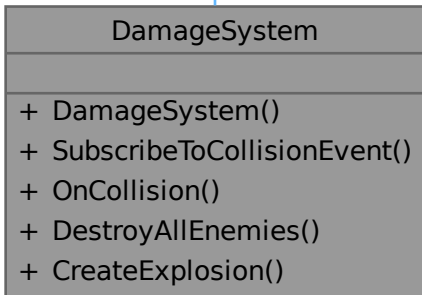 DamageSystem
+ DamageSystem()
+ SubscribeToCollisionEvent()
+ OnCollision()
+ DestroyAllEnemies()
+ CreateExplosion()